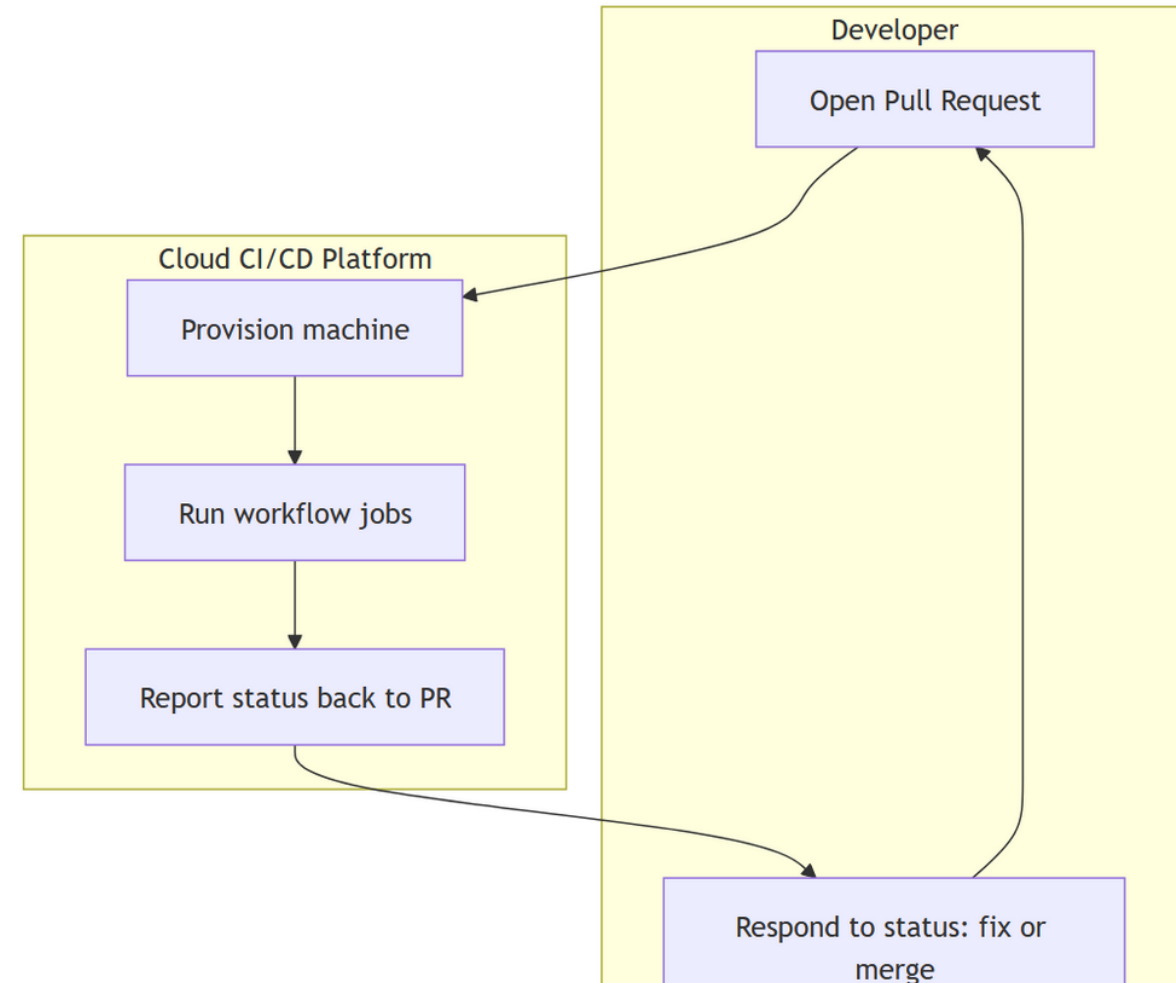 Developer
Open Pull Request
Cloud CI/CD Platform
Provision machine
Run workflow jobs
Report status back to PR
Respond to status: fix or
merge